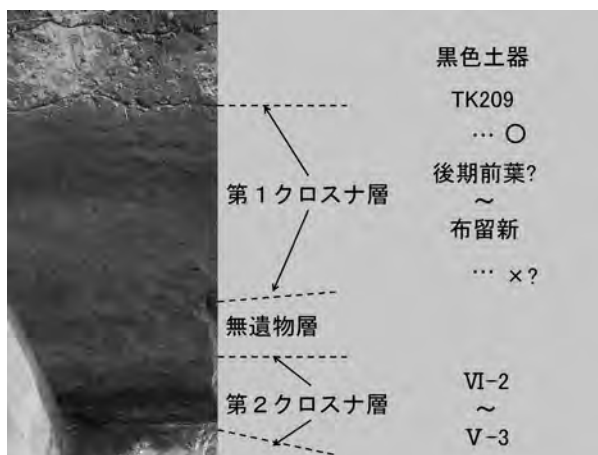 黒色土器
TK209
… ○
第1クロスナ層
後期前葉?
~
布留新
… ×?
無遺物層
第2クロスナ層
Ⅵ-2
~
Ⅴ-3